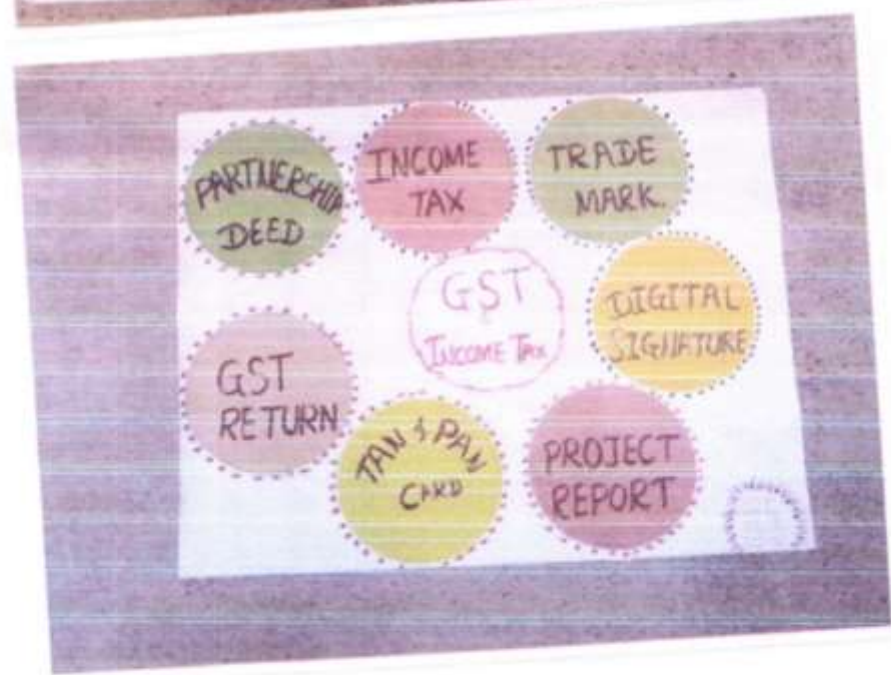 PARTNERSHIP
DEED
INCOME
TAX
TRADE
MARK.
GST
INCOME TAX
DIGITAL
SIGNATURE
GST
RETURN
TAN & PAN
CARD
PROJECT
REPORT